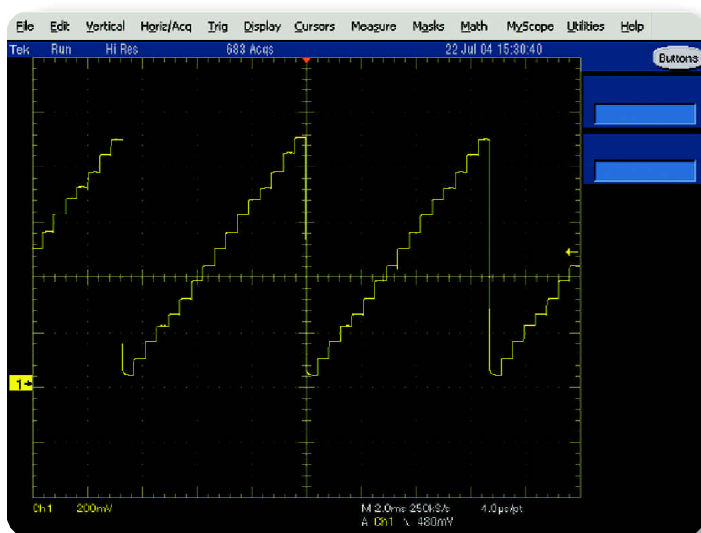 File Edit Vertical Horiz/Acq Trig Display Cursors Measure Masks Math MyScope Utilities Help
Tek Run Hi Res 683 Acqs 22 Jul 04 15:30:40
Buttons
1
Ch1 200mV M 2.0ms 250kS/s 4.0µs/pt
A Ch1 \ 480mV